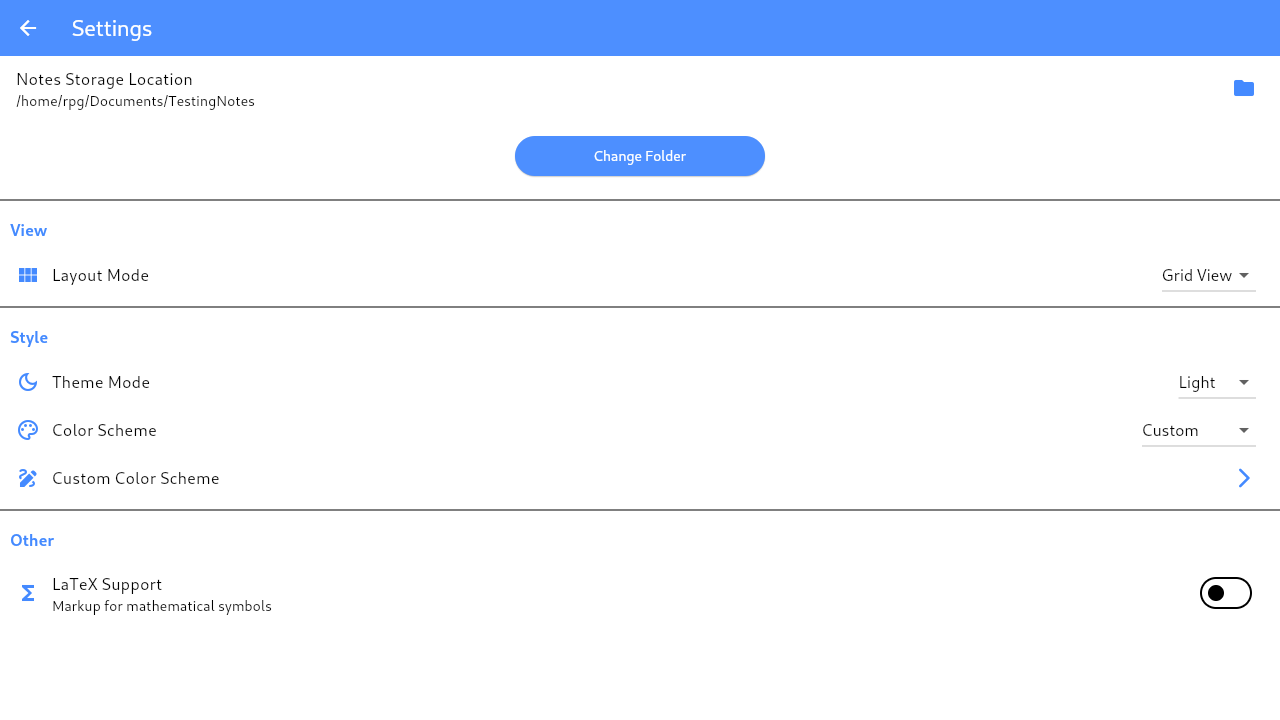 Settings
Notes Storage Location
/home/rpg/Documents/TestingNotes
Change Folder
View
Layout Mode
Grid View
Style
Theme Mode
Light
Color Scheme
Custom
Custom Color Scheme
Other
LaTeX Support
Markup for mathematical symbols